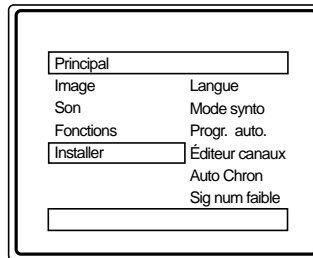 Principal
Image Langue
Son Mode synto
Fonctions Progr. auto.
Installer Éditeur canaux
Auto Chron
Sig num faible